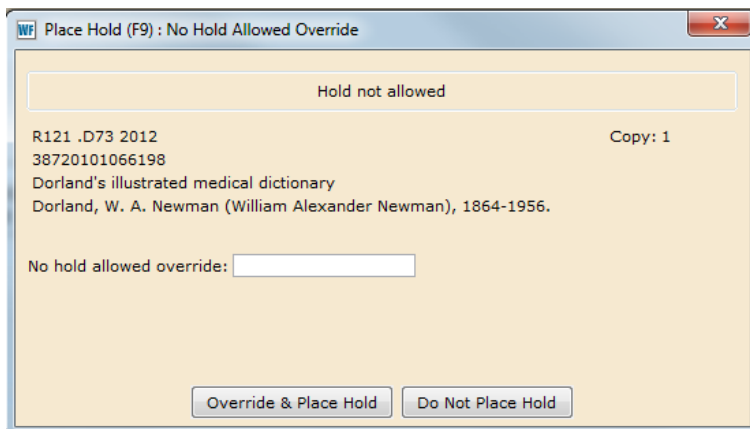 WF Place Hold (F9) : No Hold Allowed Override
Hold not allowed
R121 .D73 2012 Copy: 1
38720101066198
Dorland's illustrated medical dictionary
Dorland, W. A. Newman (William Alexander Newman), 1864-1956.
No hold allowed override:
Override & Place Hold Do Not Place Hold